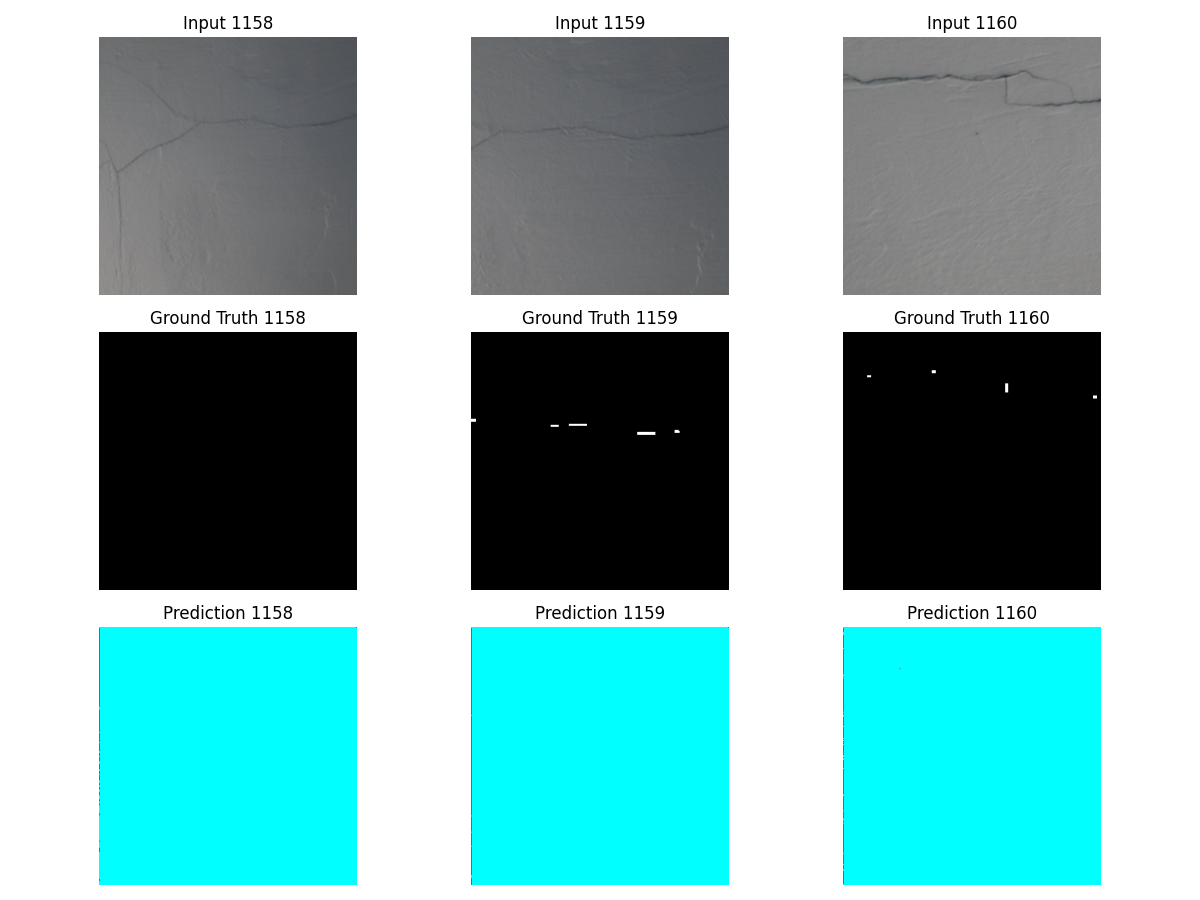 Input 1158
Input 1159
Input 1160
Ground Truth 1158
Ground Truth 1159
Ground Truth 1160
Prediction 1158
Prediction 1159
Prediction 1160